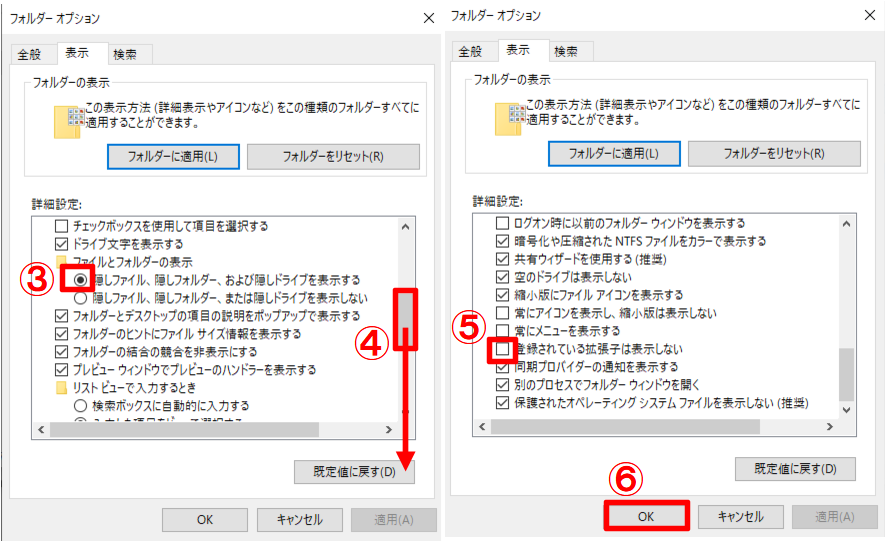 フォルダー オプション
全般 表示 検索
フォルダーの表示
この表示方法 (詳細表示やアイコンなど) をこの種類のフォルダーすべてに
適用することができます。
フォルダーに適用(L) フォルダーをリセット(R)
詳細設定:
チェックボックスを使用して項目を選択する
ドライブ文字を表示する
ファイルとフォルダーの表示
③
隠しファイル、隠しフォルダー、および隠しドライブを表示する
隠しファイル、隠しフォルダー、または隠しドライブを表示しない
フォルダーとデスクトップの項目の説明をポップアップで表示する
フォルダーのヒントにファイル サイズ情報を表示する
④
フォルダーの結合の競合を非表示にする
プレビュー ウィンドウでプレビューのハンドラーを表示する
リスト ビューで入力するとき
検索ボックスに自動的に入力する
既定値に戻す(D)
OK キャンセル 適用(A)
フォルダー オプション
全般 表示 検索
フォルダーの表示
この表示方法 (詳細表示やアイコンなど) をこの種類のフォルダーすべてに
適用することができます。
フォルダーに適用(L) フォルダーをリセット(R)
詳細設定:
ログオン時に以前のフォルダー ウィンドウを表示する
暗号化や圧縮された NTFS ファイルをカラーで表示する
共有ウィザードを使用する (推奨)
空のドライブは表示しない
縮小版にファイル アイコンを表示する
常にアイコンを表示し、縮小版は表示しない
⑤
常にメニューを表示する
登録されている拡張子は表示しない
同期プロバイダーの通知を表示する
別のプロセスでフォルダー ウィンドウを開く
保護されたオペレーティング システム ファイルを表示しない (推奨)
既定値に戻す(D)
⑥
OK キャンセル 適用(A)